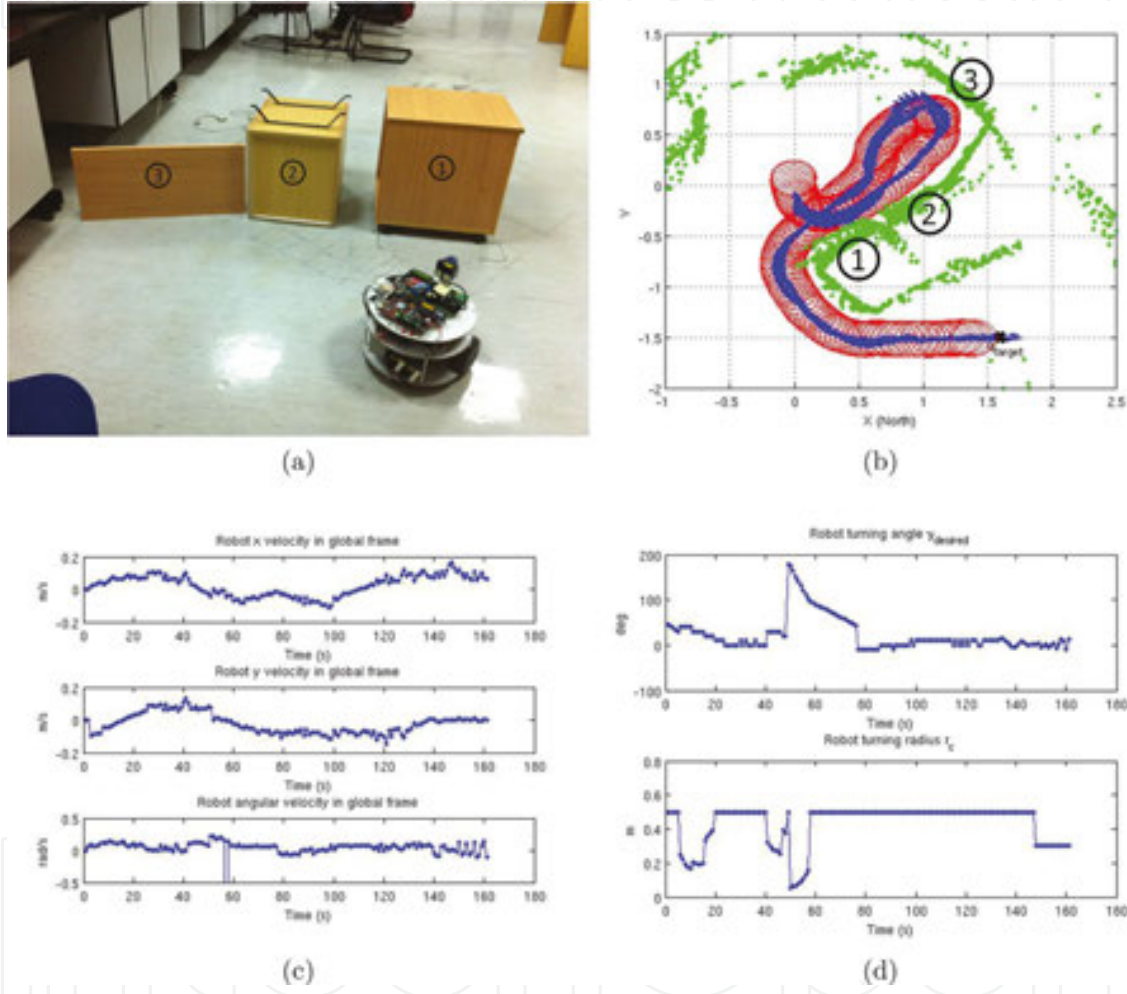 ③
②
①
1.5
1
0.5
0
-0.5
-1
-1.5
-2
Y
③
②
①
target
-1 -0.5 0 0.5 1 1.5 2 2.5
X (North)
(a)
(b)
Robot x velocity in global frame
0.2
0
-0.2
m/s
0 20 40 60 80 100 120 140 160 180
Time (s)
Robot y velocity in global frame
0.2
0
-0.2
m/s
0 20 40 60 80 100 120 140 160 180
Time (s)
Robot angular velocity in global frame
0.5
0
-0.5
rad/s
0 20 40 60 80 100 120 140 160 180
Time (s)
(c)
Robot turning angle γdesired
200
100
0
-100
deg
0 20 40 60 80 100 120 140 160 180
Time (s)
Robot turning radius rc
0.8
0.6
0.4
0.2
0
m
0 20 40 60 80 100 120 140 160 180
Time (s)
(d)